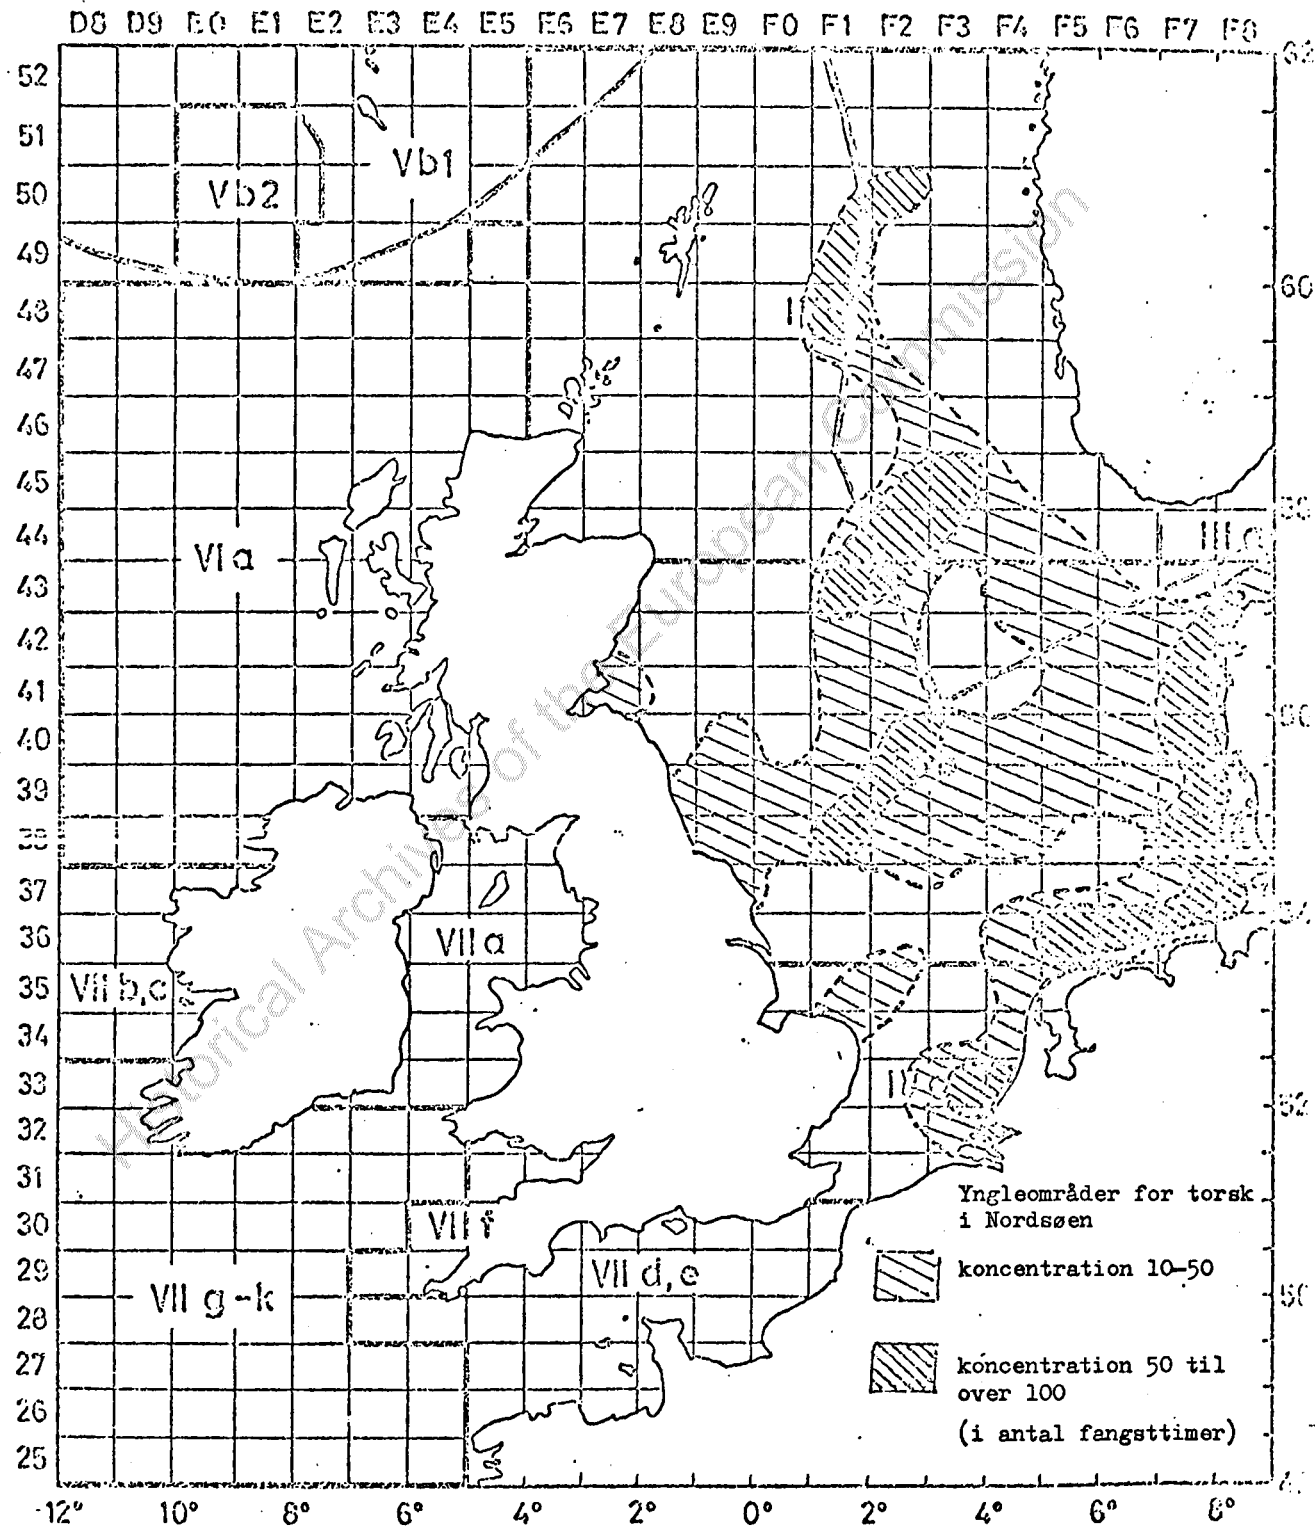 D8 D9 E0 E1 E2 E3 E4 E5 E6 E7 E8 E9 F0 F1 F2 F3 F4 F5 F6 F7 F8
52
51
Vb1
50
Vb2
49
60
48
47
46
45
44
VIa
IIIa
43
42
41
40
39
38
37
36
VIIa
35
VII b,c
34
33
52
32
31
Yngleområder for torsk
i Nordsøen
30
VII f
29
VII d,e
koncentration 10-50
28
VII g-k
27
koncentration 50 til
over 100
26
(i antal fangsttimer)
25
12° 10° 8° 6° 4° 2° 0° 2° 4° 6° 8°
Historical Archives of the European Commission